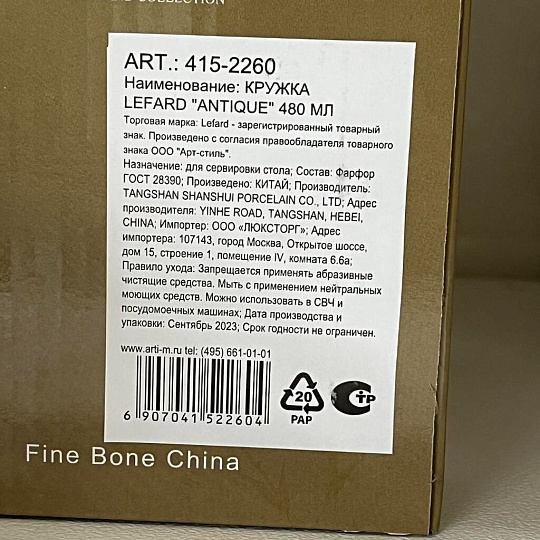 COLLECTION
ART.: 415-2260
Наименование: КРУЖКА
LEFARD "ANTIQUE" 480 МЛ
Торговая марка: Lefard - зарегистрированный товарный
знак. Произведено с согласия правообладателя товарного
знака ООО "Арт-стиль".
Назначение: для сервировки стола; Состав: Фарфор
ГОСТ 28390; Произведено: КИТАЙ; Производитель:
TANGSHAN SHANSHUI PORCELAIN CO., LTD; Адрес
производителя: YINHE ROAD, TANGSHAN, HEBEI,
CHINA; Импортер: ООО «ЛЮКСТОРГ»; Адрес
импортера: 107143, город Москва, Открытое шоссе,
дом 15, строение 1, помещение IV, комната 6.6а;
Правило ухода: Запрещается применять абразивные
чистящие средства. Мыть с применением нейтральных
моющих средств. Можно использовать в СВЧ и
посудомоечных машинах; Дата производства и
упаковки: Сентябрь 2023; Срок годности не ограничен.
www.arti-m.ru tel: (495) 661-01-01
6 907041 522604
20
PAP
СТР
Fine Bone China